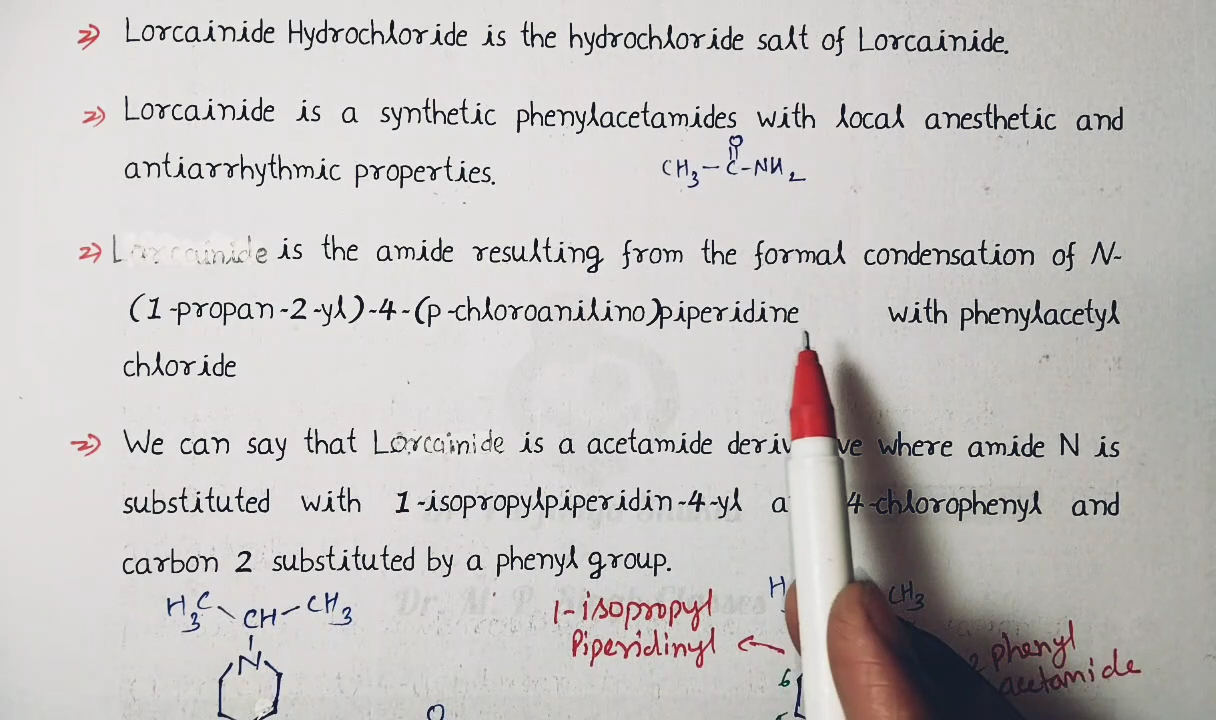 Lorcainide Hydrochloride is the hydrochloride salt of Lorcainide.
Lorcainide is a synthetic phenylacetamides with local anesthetic and
antiarrhythmic properties.
CH3-C-NH2
O
Lorcainide is the amide resulting from the formal condensation of N-
(1-propan-2-yl)-4-(p-chloroanilino)piperidine with phenylacetyl
chloride
We can say that Lorcainide is a acetamide where amide N is
substituted with 1-isopropylpiperidin-4-yl 4-chlorophenyl and
carbon 2 substituted by a phenyl group.
H3C CH-CH3
N
O
1-isopropyl
Piperidinyl
H CH3
2 phenyl
acetamide
6